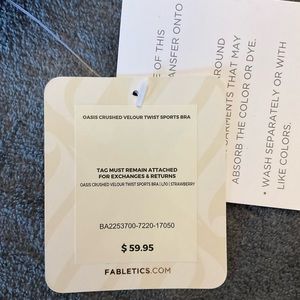 OASIS CRUSHED VELOUR TWIST SPORTS BRA
TAG MUST REMAIN ATTACHED
FOR EXCHANGES & RETURNS
OASIS CRUSHED VELOUR TWIST SPORTS BRA | L/10 | STRAWBERRY
BA2253700-7220-17050
$ 59.95
FABLETICS.COM
E OF THIS
ANSFER ONTO
ROUND
ARMENTS THAT MAY
ABSORB THE COLOR OR DYE.
* WASH SEPARATELY OR WITH
LIKE COLORS.